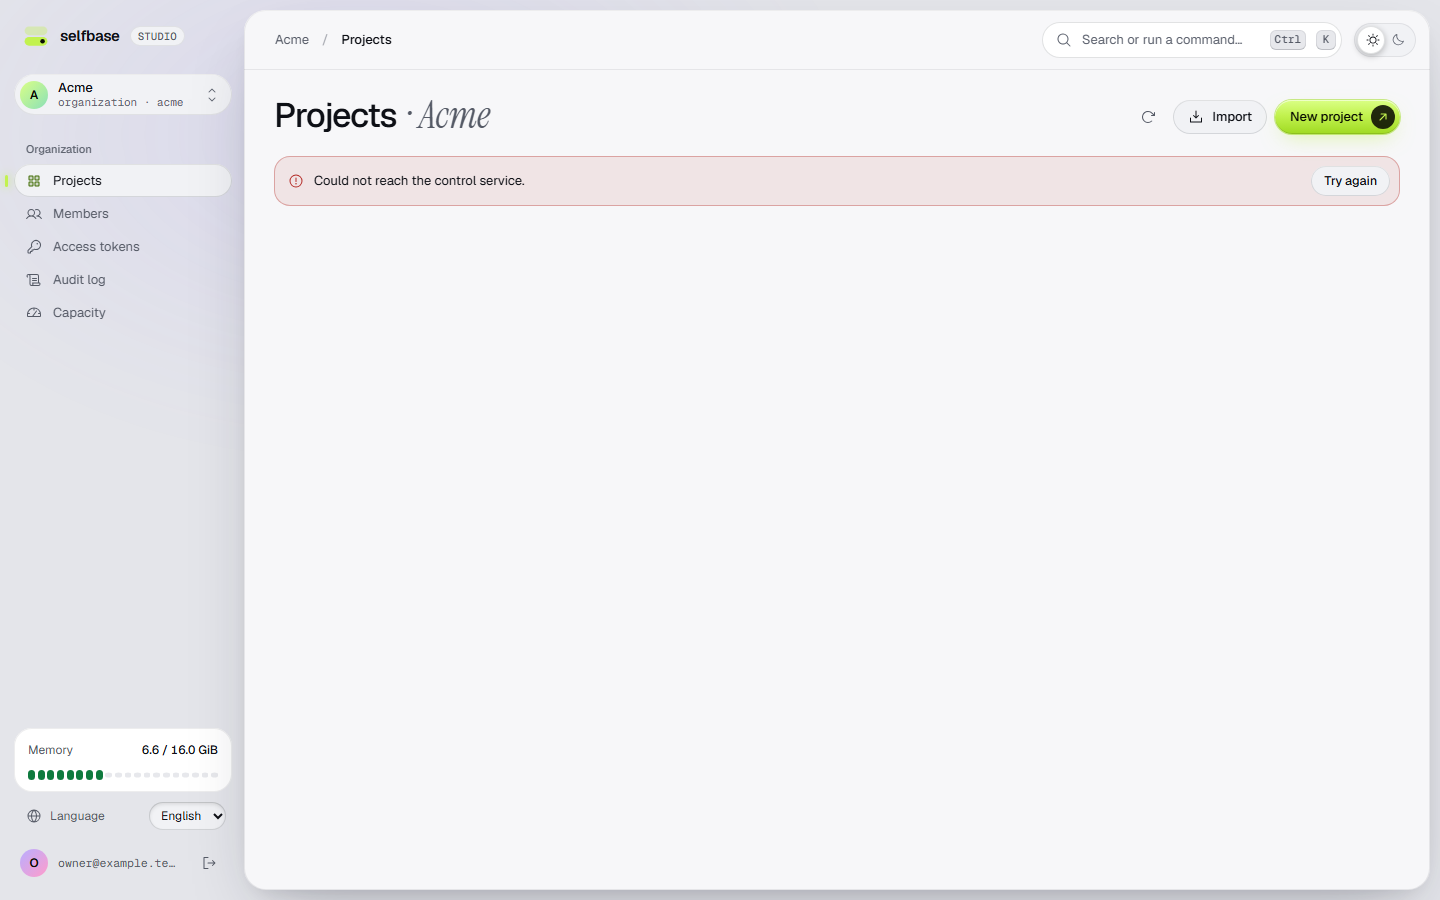 selfbase STUDIO
A Acme
organization · acme
Organization
Projects
Members
Access tokens
Audit log
Capacity
Memory 6.6 / 16.0 GiB
Language English
O owner@example.te…
Acme / Projects
Search or run a command... Ctrl K
Projects · Acme
Import
New project
Could not reach the control service.
Try again